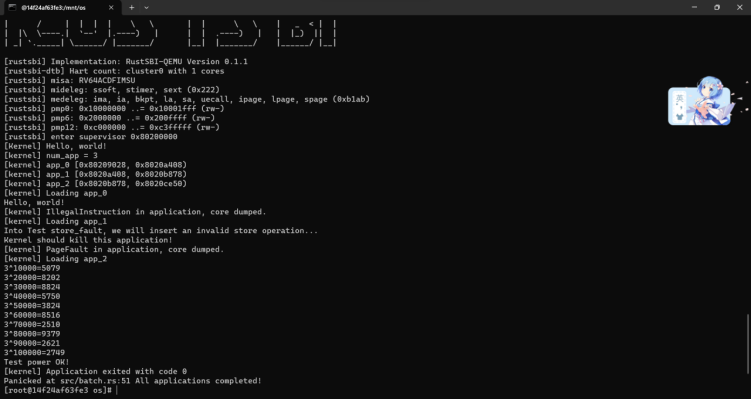 @14f24af63fe3:/mnt/os
[rustsbi] Implementation: RustSBI-QEMU Version 0.1.1
[rustsbi-dtb] Hart count: cluster0 with 1 cores
[rustsbi] misa: RV64ACDFIMSU
[rustsbi] mideleg: ssoft, stimer, sext (0x222)
[rustsbi] medeleg: ima, ia, bkpt, la, sa, uecall, ipage, lpage, spage (0xb1ab)
[rustsbi] pmp0: 0x10000000 ..= 0x10001fff (rw-)
[rustsbi] pmp6: 0x2000000 ..= 0x200ffff (rw-)
[rustsbi] pmp12: 0xc000000 ..= 0xc3fffff (rw-)
[rustsbi] enter supervisor 0x80200000
[Kernel] Hello, world!
[kernel] num_app = 3
[kernel] app_0 [0x80209028, 0x8020a408)
[kernel] app_1 [0x8020a408, 0x8020b878)
[kernel] app_2 [0x8020b878, 0x8020ce50)
[kernel] Loading app_0
Hello, world!
[kernel] IllegalInstruction in application, core dumped.
[kernel] Loading app_1
Into Test store_fault, we will insert an invalid store operation...
Kernel should kill this application!
[kernel] PageFault in application, core dumped.
[kernel] Loading app_2
3^10000=5079
3^20000=8202
3^30000=8824
3^40000=5750
3^50000=3824
3^60000=8516
3^70000=2510
3^80000=9379
3^90000=2621
3^100000=2749
Test power OK!
[kernel] Application exited with code 0
Panicked at src/batch.rs:51 All applications completed!
[root@14f24af63fe3 os]#
英